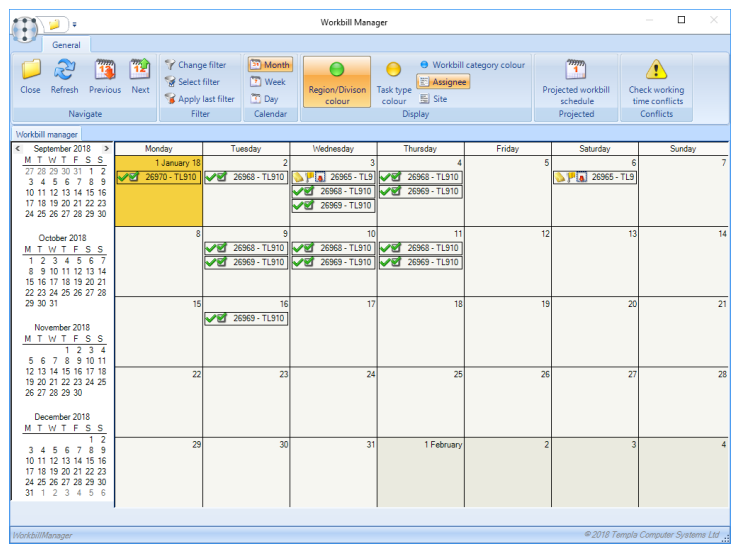 Workbill Manager
General
Close Refresh Previous Next
Navigate
Change filter
Select filter
Apply last filter
Filter
Month
Week
Day
Calendar
Region/Divison colour
Task type colour
Workbill category colour
Assignee
Site
Display
Projected workbill schedule
Projected
Check working time conflicts
Conflicts
Workbill manager
September 2018
M T W T F S S
27 28 29 30 31 1 2
3 4 5 6 7 8 9
10 11 12 13 14 15 16
17 18 19 20 21 22 23
24 25 26 27 28 29 30
October 2018
M T W T F S S
1 2 3 4 5 6 7
8 9 10 11 12 13 14
15 16 17 18 19 20 21
22 23 24 25 26 27 28
29 30 31
November 2018
M T W T F S S
1 2 3 4
5 6 7 8 9 10 11
12 13 14 15 16 17 18
19 20 21 22 23 24 25
26 27 28 29 30
December 2018
M T W T F S S
1 2
3 4 5 6 7 8 9
10 11 12 13 14 15 16
17 18 19 20 21 22 23
24 25 26 27 28 29 30
31 1 2 3 4 5 6
Monday Tuesday Wednesday Thursday Friday Saturday Sunday
1 January 18 2 3 4 5 6 7
26970 - TL910 26968 - TL910 26965 - TL9 26968 - TL910 26965 - TL9
26968 - TL910 26969 - TL910
26969 - TL910
8 9 10 11 12 13 14
26968 - TL910 26968 - TL910 26968 - TL910
26969 - TL910 26969 - TL910 26969 - TL910
15 16 17 18 19 20 21
26969 - TL910
22 23 24 25 26 27 28
29 30 31 1 February 2 3 4
WorkbillManager
© 2018 Templa Computer Systems Ltd